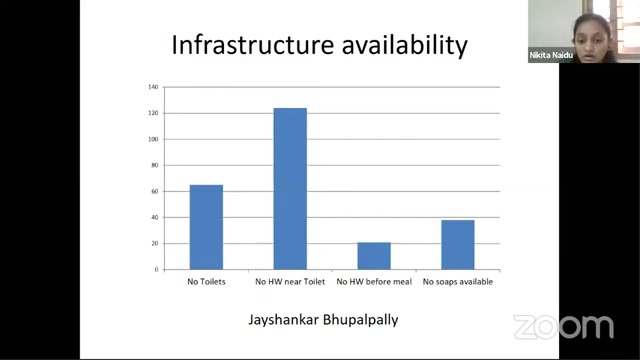 Infrastructure availability
Nikita Naidu
140
120
100
80
60
40
20
0
No Toilets
No HW near Toilet
No HW before meal
No soaps available
Jayshankar Bhupalpally
zoom